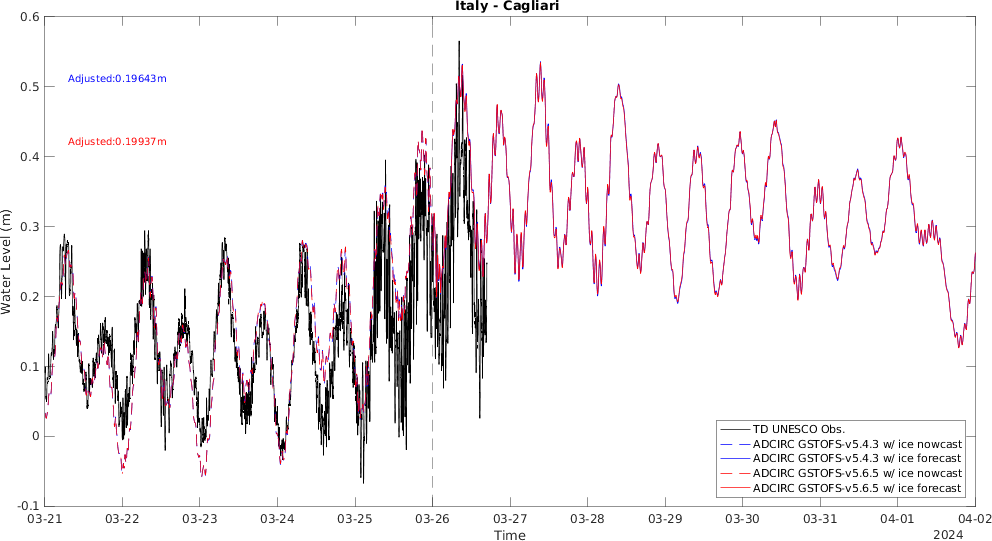 Italy - Cagliari
0.6
0.5
0.4
0.3
0.2
0.1
0
-0.1
Water Level (m)
Adjusted:0.19643m
Adjusted:0.19937m
TD UNESCO Obs.
ADCIRC GSTOFS-v5.4.3 w/ ice nowcast
ADCIRC GSTOFS-v5.4.3 w/ ice forecast
ADCIRC GSTOFS-v5.6.5 w/ ice nowcast
ADCIRC GSTOFS-v5.6.5 w/ ice forecast
03-21 03-22 03-23 03-24 03-25 03-26 03-27 03-28 03-29 03-30 03-31 04-01 04-02
Time
2024